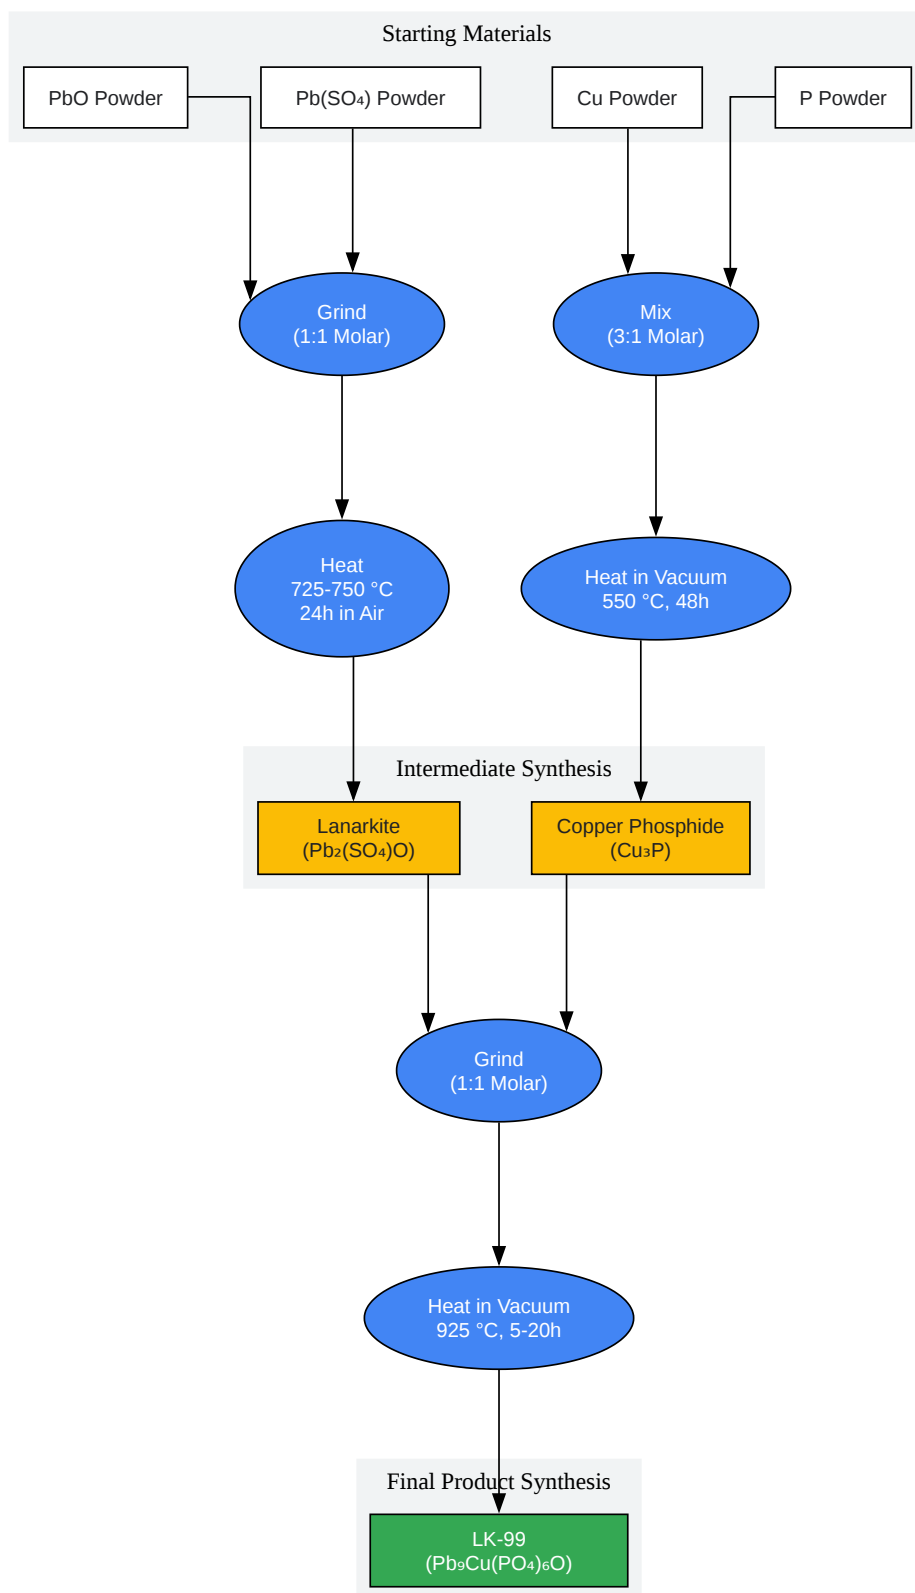 Starting Materials
PbO Powder
Pb(SO₄) Powder
Cu Powder
P Powder
Grind
(1:1 Molar)
Mix
(3:1 Molar)
Heat
725-750 °C
24h in Air
Heat in Vacuum
550 °C, 48h
Intermediate Synthesis
Lanarkite
(Pb₂(SO₄)O)
Copper Phosphide
(Cu₃P)
Grind
(1:1 Molar)
Heat in Vacuum
925 °C, 5-20h
Final Product Synthesis
LK-99
(Pb₉Cu(PO₄)₆O)